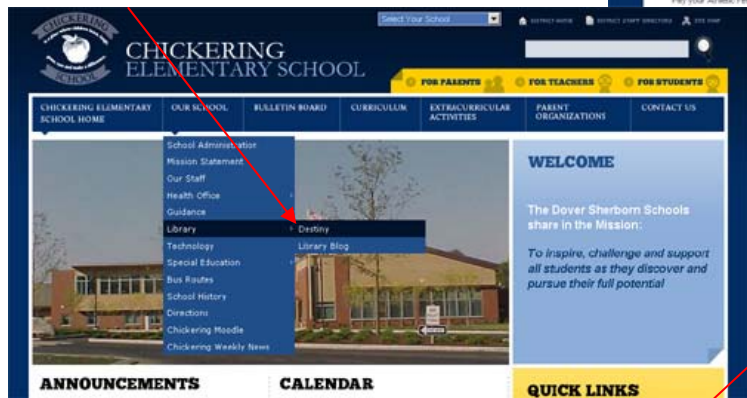 Pay your Athletic Fee
CHICKERING
SCHOOL
Select Your School
DISTRICT HOME
DISTRICT STAFF DIRECTORY
SITE MAP
CHICKERING
ELEMENTARY SCHOOL
FOR PARENTS
FOR TEACHERS
FOR STUDENTS
CHICKERING ELEMENTARY SCHOOL HOME
OUR SCHOOL
BULLETIN BOARD
CURRICULUM
EXTRACURRICULAR ACTIVITIES
PARENT ORGANIZATIONS
CONTACT US
School Administration
Mission Statement
Our Staff
Health Office
Guidance
Library
Destiny
Technology
Library Blog
Special Education
Bus Routes
School History
Directions
Chickering Moodle
Chickering Weekly News
WELCOME
The Dover Sherborn Schools
share in the Mission:
To inspire, challenge and support
all students as they discover and
pursue their full potential
ANNOUNCEMENTS
CALENDAR
QUICK LINKS